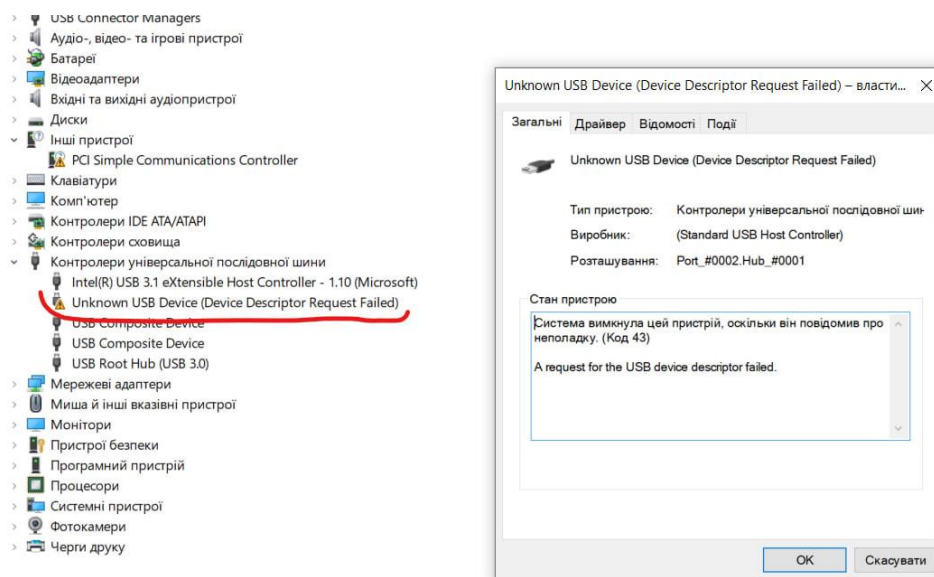 USB Connector Managers
Аудіо-, відео- та ігрові пристрої
Батареї
Відеоадаптери
Вхідні та вихідні аудіопристрої
Диски
Інші пристрої
PCI Simple Communications Controller
Клавіатури
Комп'ютер
Контролери IDE ATA/ATAPI
Контролери сховища
Контролери універсальної послідовної шини
Intel(R) USB 3.1 eXtensible Host Controller - 1.10 (Microsoft)
Unknown USB Device (Device Descriptor Request Failed)
USB Composite Device
USB Composite Device
USB Root Hub (USB 3.0)
Мережеві адаптери
Миша й інші вказівні пристрої
Монітори
Пристрої безпеки
Програмний пристрій
Процесори
Системні пристрої
Фотокамери
Черги друку
Unknown USB Device (Device Descriptor Request Failed) – власти...
Загальні Драйвер Відомості Події
Unknown USB Device (Device Descriptor Request Failed)
Тип пристрою: Контролери універсальної послідовної шин
Виробник: (Standard USB Host Controller)
Розташування: Port_#0002.Hub_#0001
Стан пристрою
Система вимкнула цей пристрій, оскільки він повідомив про
неполадку. (Код 43)
A request for the USB device descriptor failed.
OK Скасувати